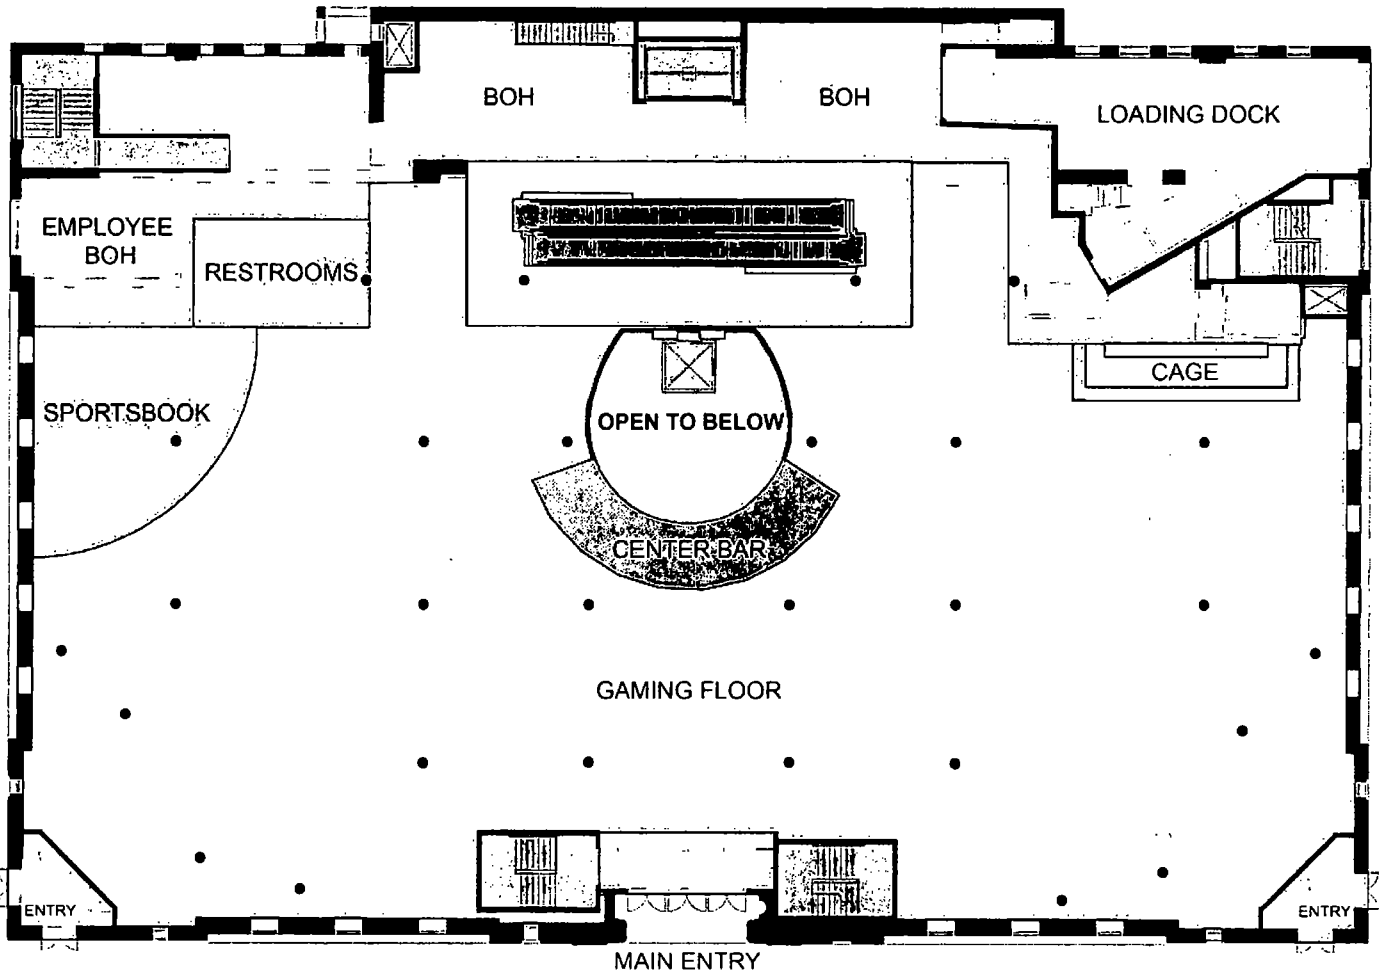 BOH
BOH
LOADING DOCK
EMPLOYEE
BOH
RESTROOMS
CAGE
SPORTSBOOK
OPEN TO BELOW
CENTER BAR
GAMING FLOOR
ENTRY
ENTRY
MAIN ENTRY